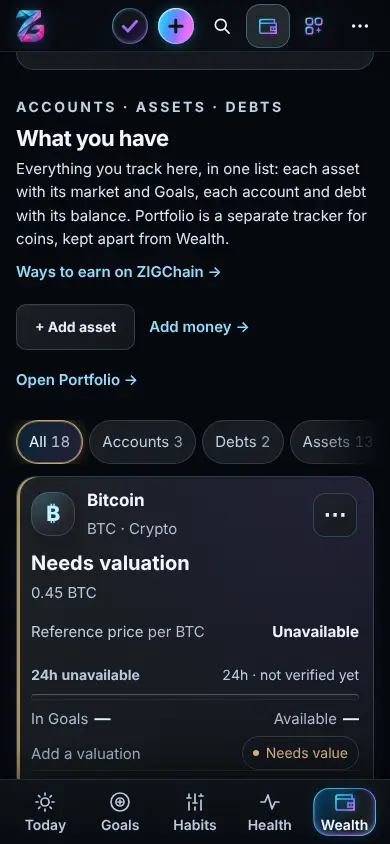 ACCOUNTS · ASSETS · DEBTS
What you have
Everything you track here, in one list: each asset
with its market and Goals, each account and debt
with its balance. Portfolio is a separate tracker for
coins, kept apart from Wealth.
Ways to earn on ZIGChain →
+ Add asset Add money →
Open Portfolio →
All 18 Accounts 3 Debts 2 Assets 13
Bitcoin
BTC · Crypto
Needs valuation
0.45 BTC
Reference price per BTC Unavailable
24h unavailable 24h · not verified yet
In Goals — Available —
Add a valuation Needs value
Today Goals Habits Health Wealth